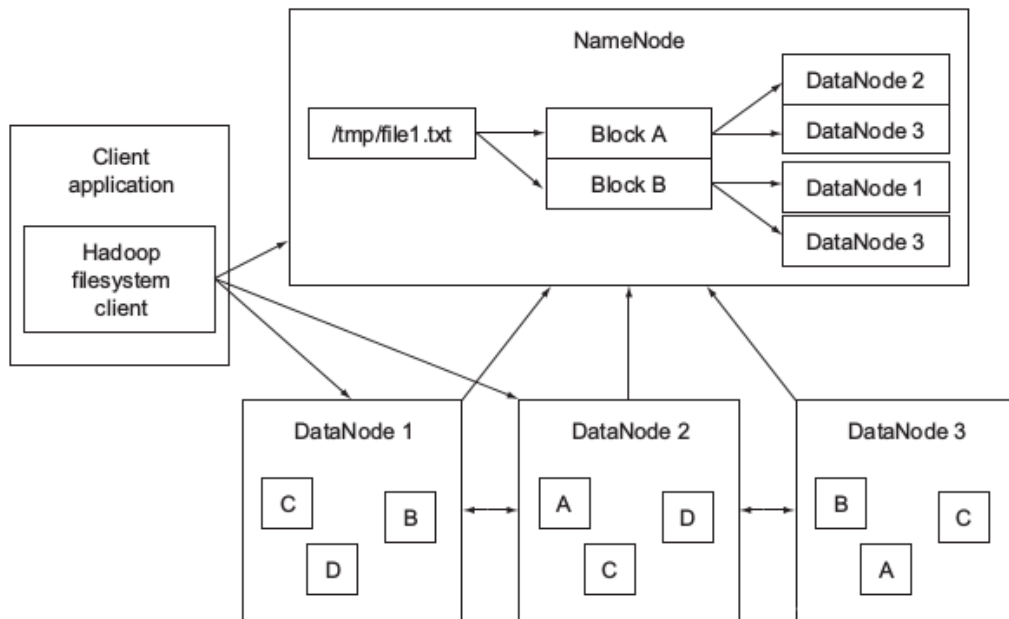 NameNode
DataNode 2
/tmp/file1.txt
Block A
DataNode 3
Client
application
Block B
DataNode 1
Hadoop
filesystem
client
DataNode 3
DataNode 1
DataNode 2
DataNode 3
C
B
D
A
D
C
B
C
A